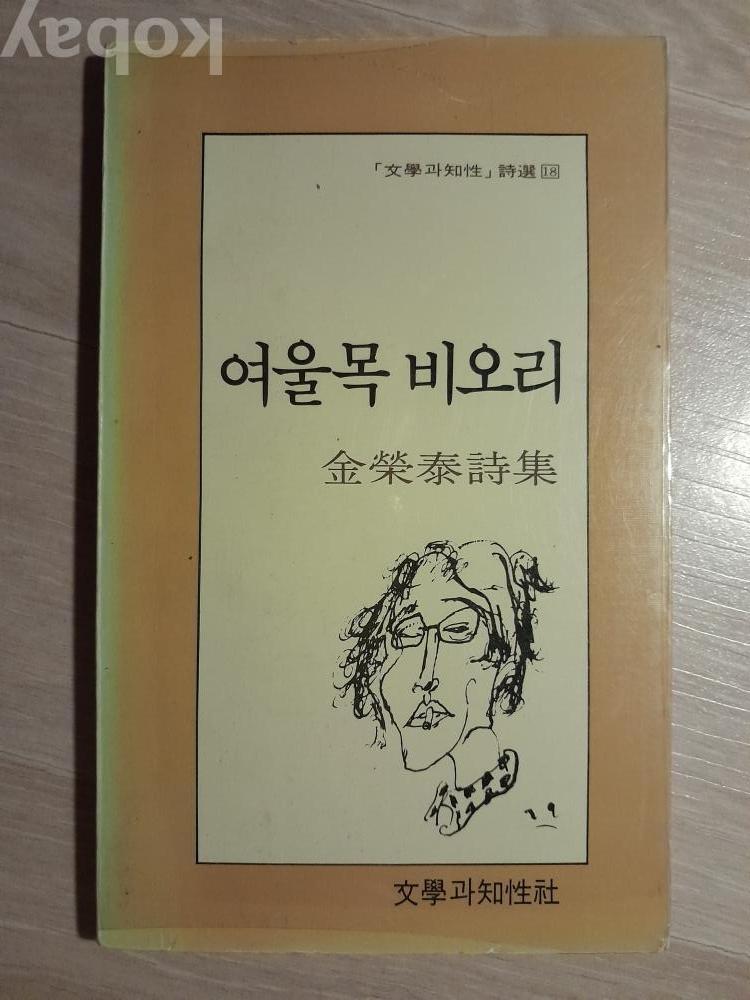 kobay
「文學과知性」詩選 18
여울목 비오리
金榮泰詩集
文學과知性社